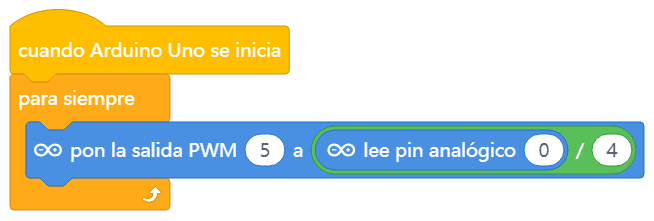 cuando Arduino Uno se inicia
para siempre
pon la salida PWM 5 a lee pin analógico 0 / 4